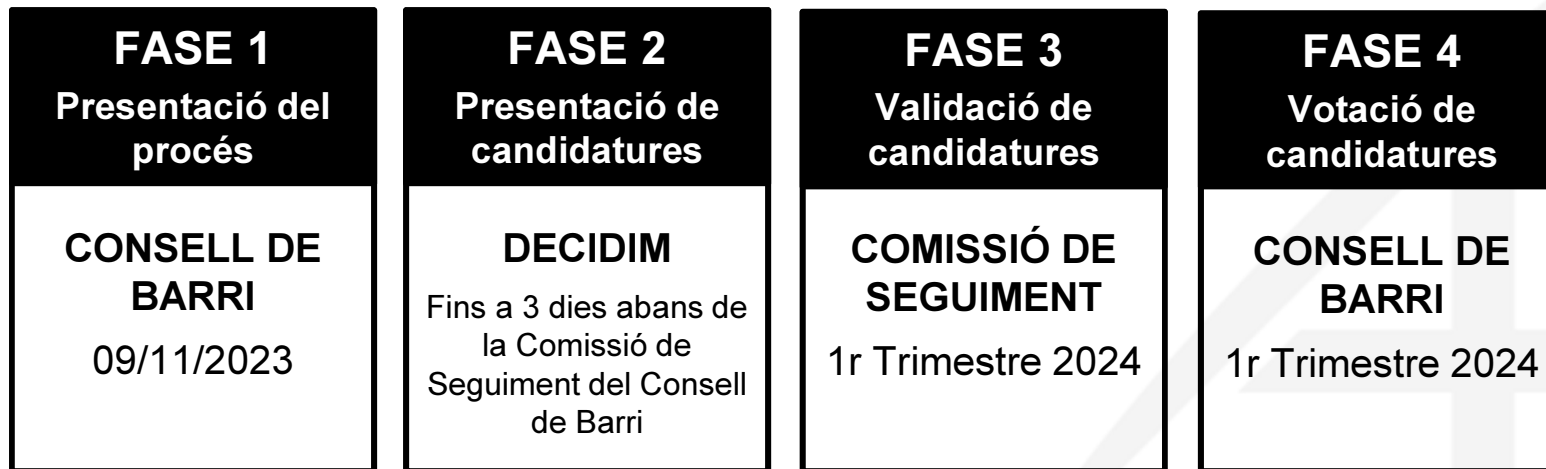 FASE 1
Presentació del
procés
CONSELL DE
BARRI
09/11/2023
FASE 2
Presentació de
candidatures
DECIDIM
Fins a 3 dies abans de
la Comissió de
Seguiment del Consell
de Barri
FASE 3
Validació de
candidatures
COMISSIÓ DE
SEGUIMENT
1r Trimestre 2024
FASE 4
Votació de
candidatures
CONSELL DE
BARRI
1r Trimestre 2024